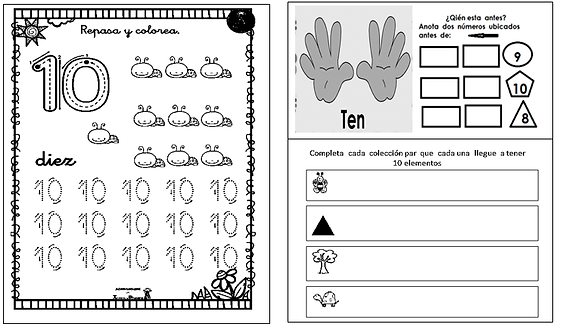 Repasa y colorea.
10
diez
10 10 10 10 10
10 10 10 10 10
10 10 10 10 10
Ten
¿Qién esta antes?
Anota dos números ubicados
antes de:
9
10
8
Completa cada colección par que cada una llegue a tener
10 elementos